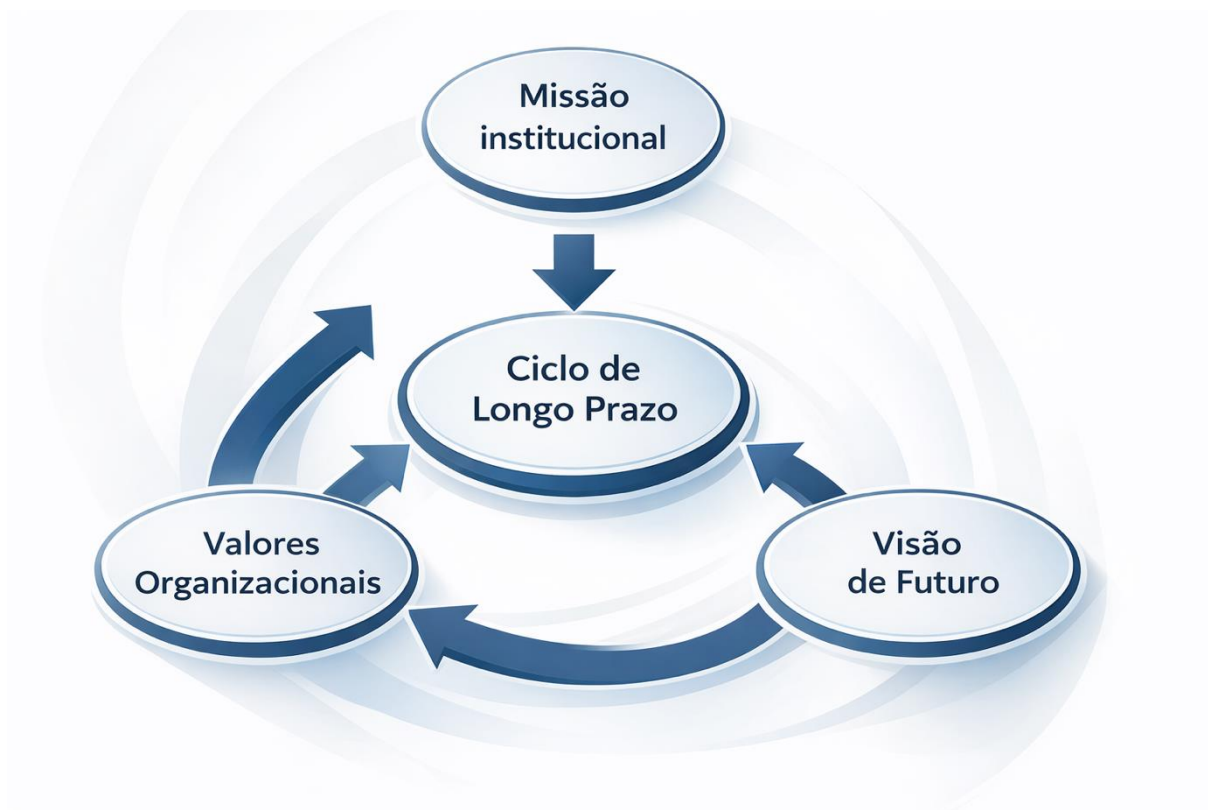 Missão
institucional
Ciclo de
Longo Prazo
Valores
Organizacionais
Visão
de Futuro